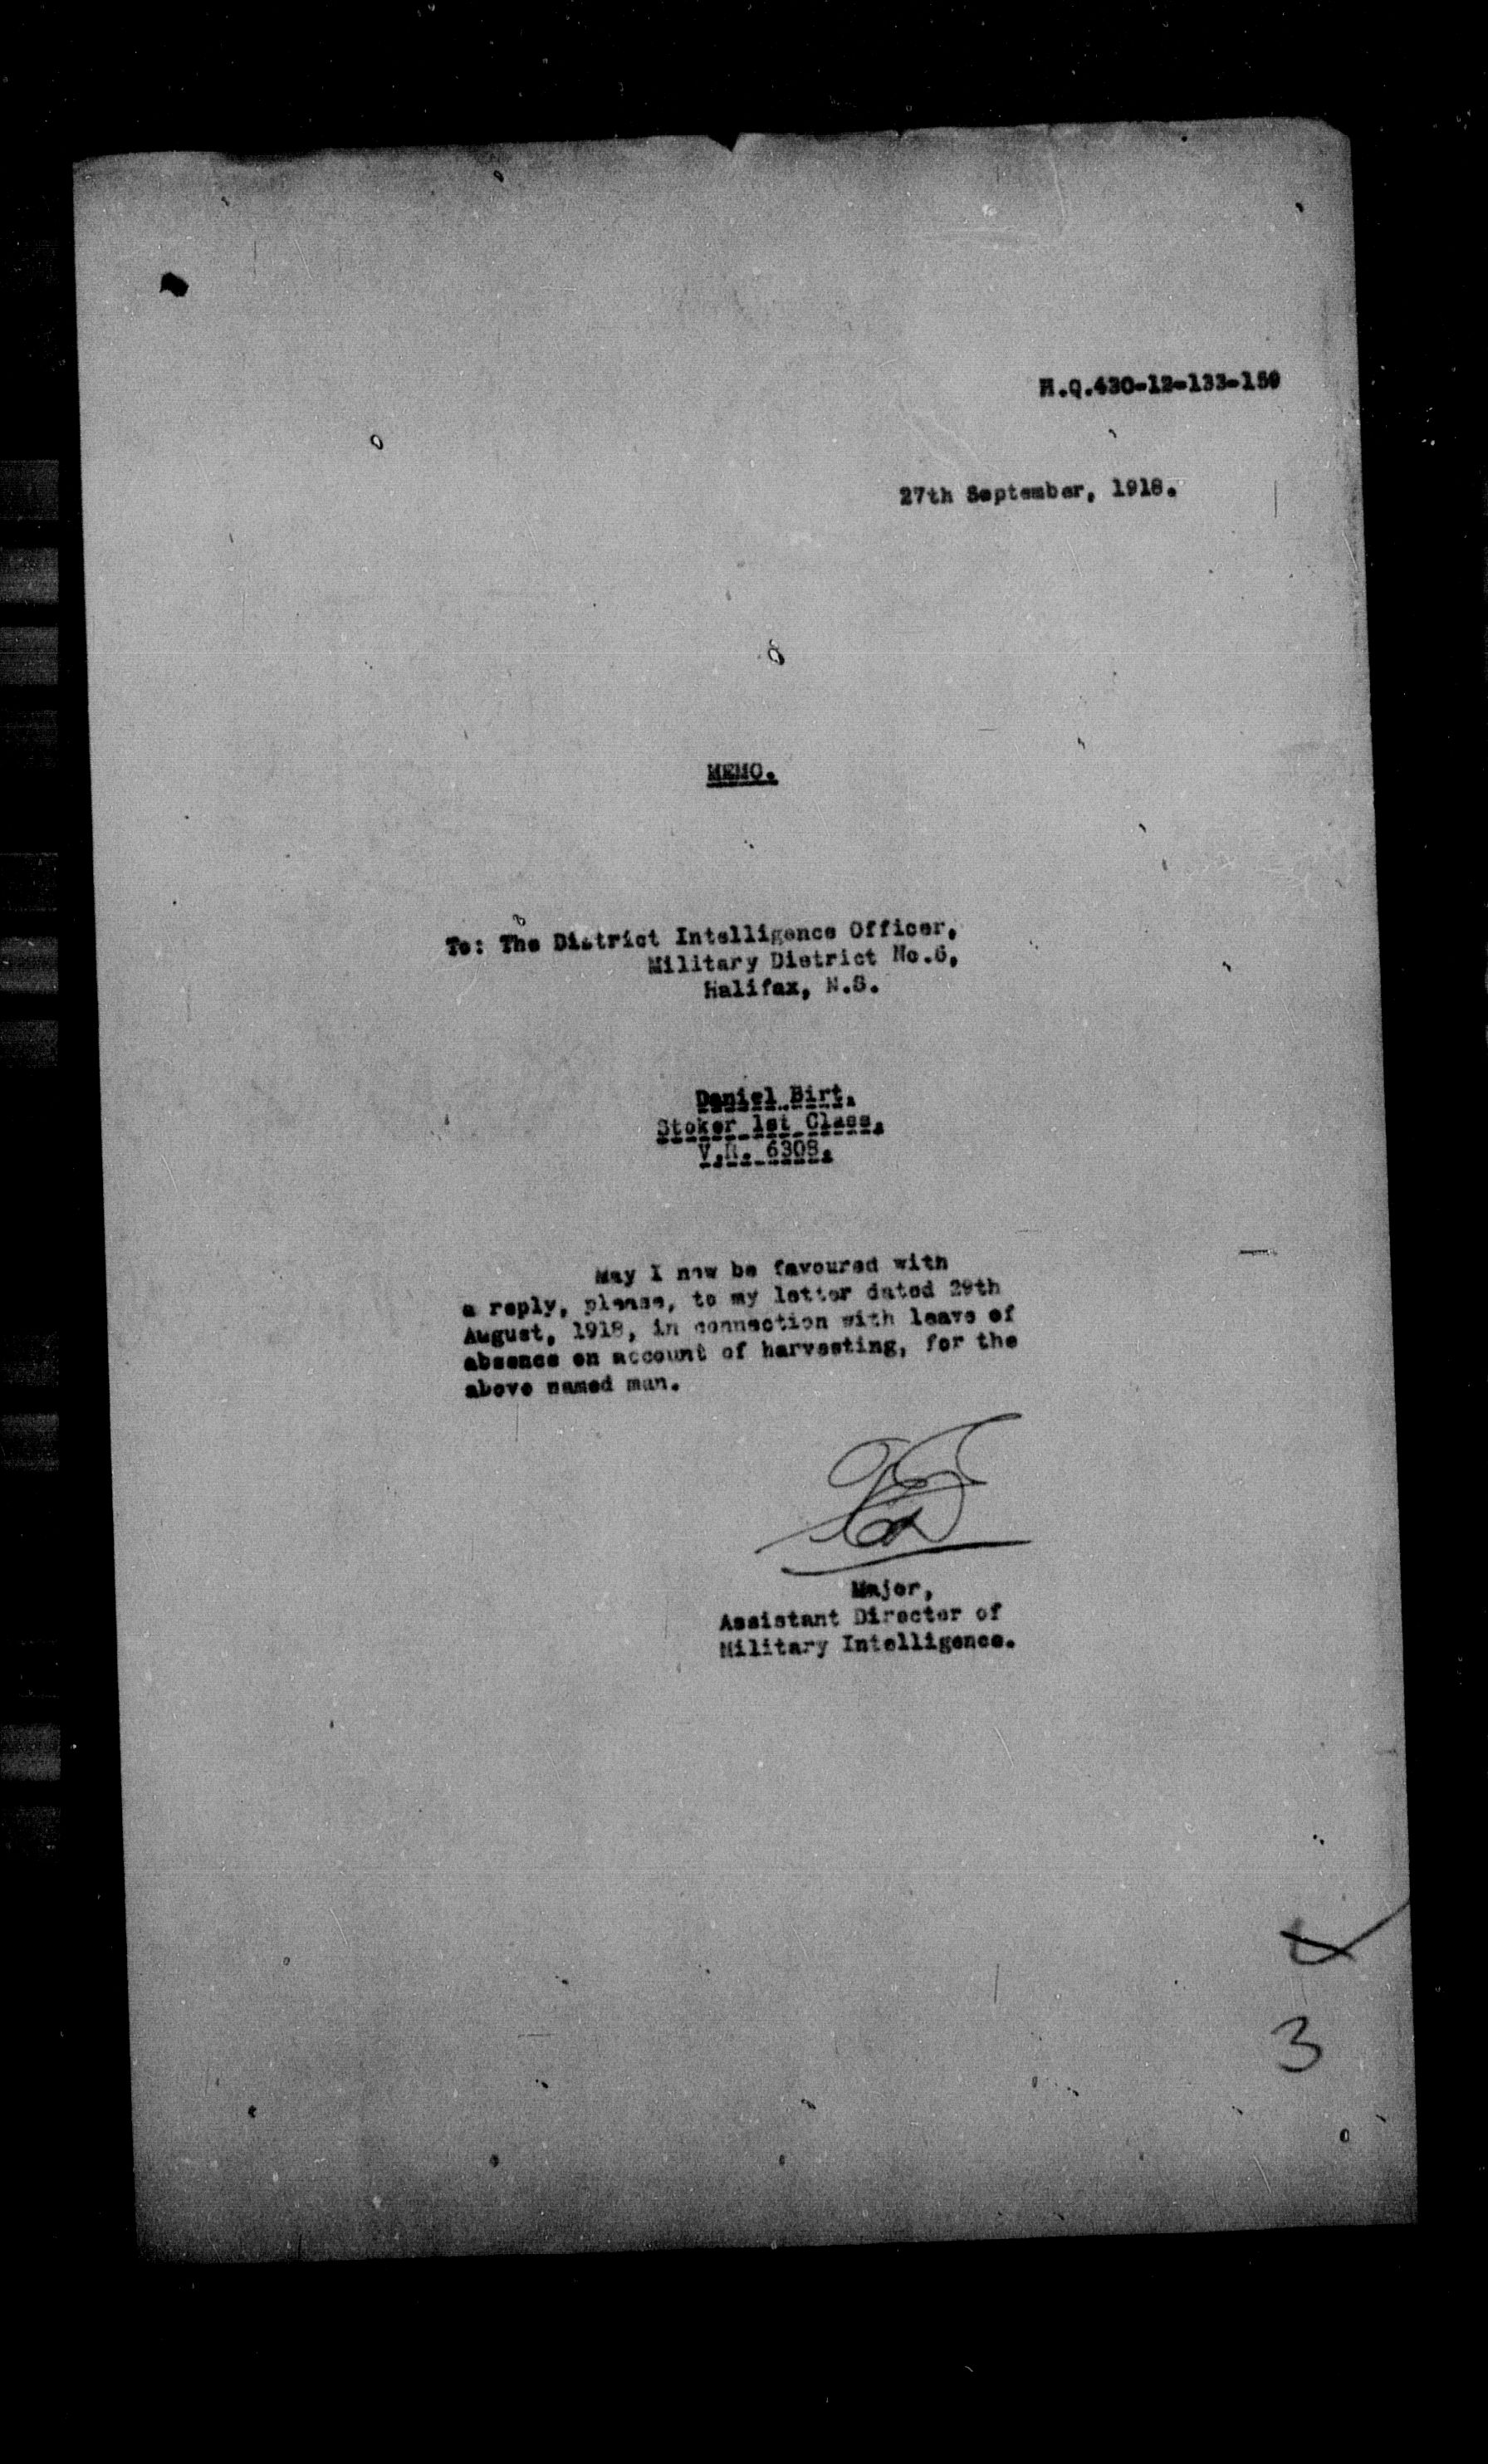 H.Q.430-12-133-159
27th September, 1918.
MEMO.
To: The District Intelligence Officer,
Military District No.6,
Halifax, N.S.
Daniel Birt.
Stoker 1st Class.
V.R. 6308.
May I now be favoured with
a reply, please, to my letter dated 29th
August, 1918, in connection with leave of
absence on account of harvesting, for the
above named man.
Major,
Assistant Director of
Military Intelligence.
3